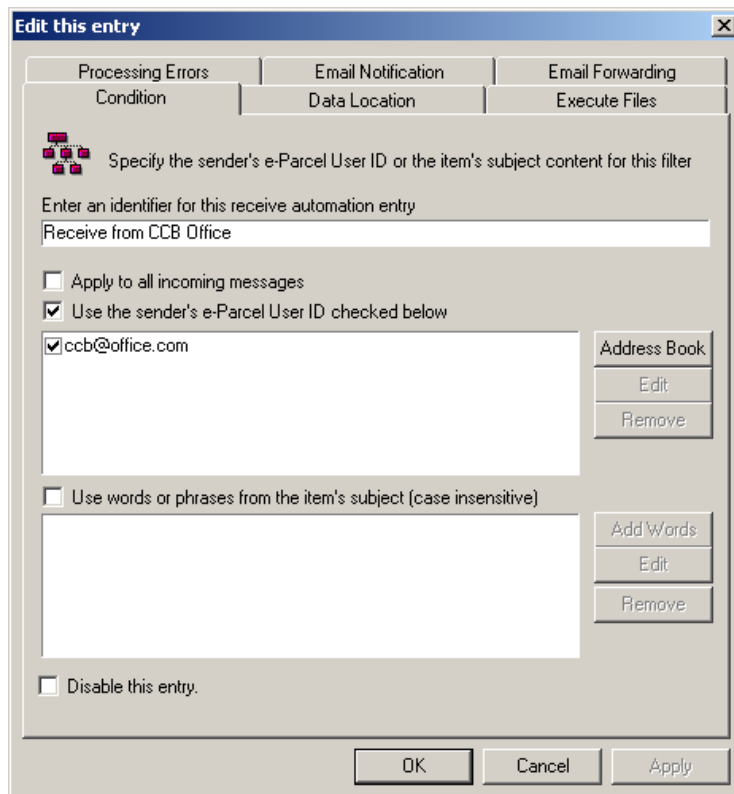 Edit this entry
Processing Errors
Email Notification
Email Forwarding
Condition
Data Location
Execute Files
Specify the sender's e-Parcel User ID or the item's subject content for this filter
Enter an identifier for this receive automation entry
Receive from CCB Office
Apply to all incoming messages
Use the sender's e-Parcel User ID checked below
ccb@office.com
Address Book
Edit
Remove
Use words or phrases from the item's subject (case insensitive)
Add Words
Edit
Remove
Disable this entry.
OK
Cancel
Apply